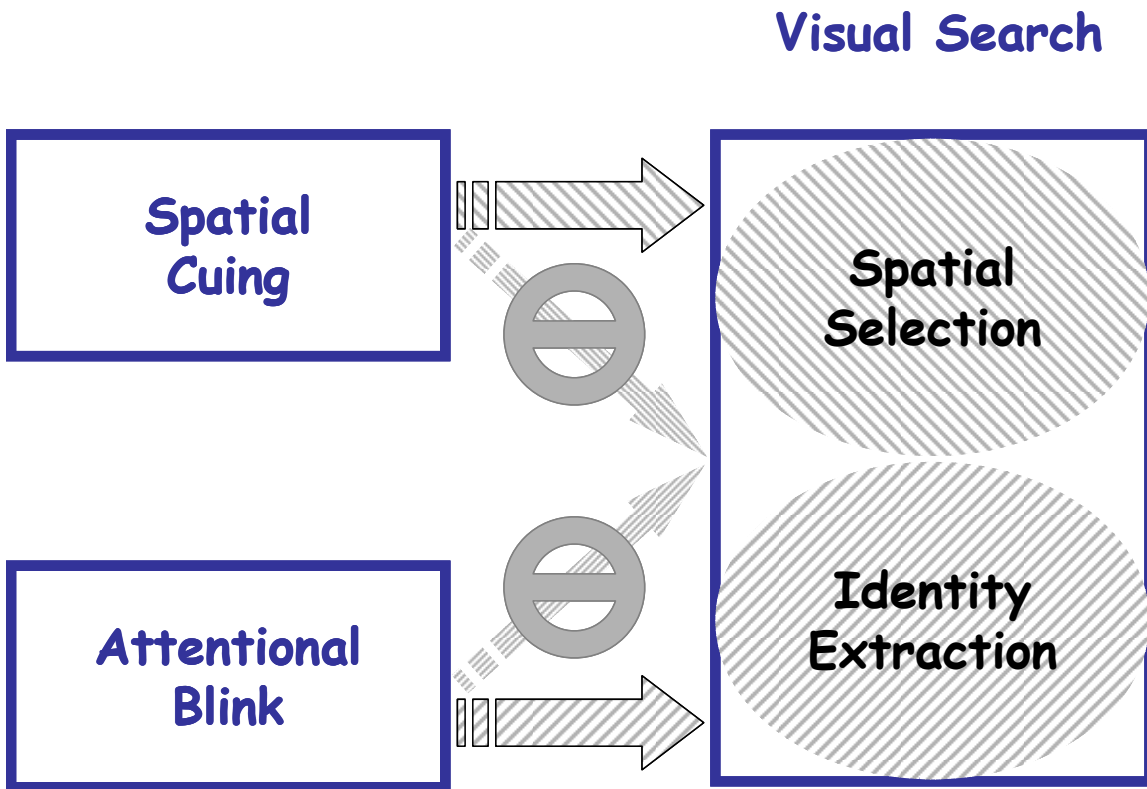 Visual Search
Spatial
Cuing
Spatial
Selection
Attentional
Blink
Identity
Extraction